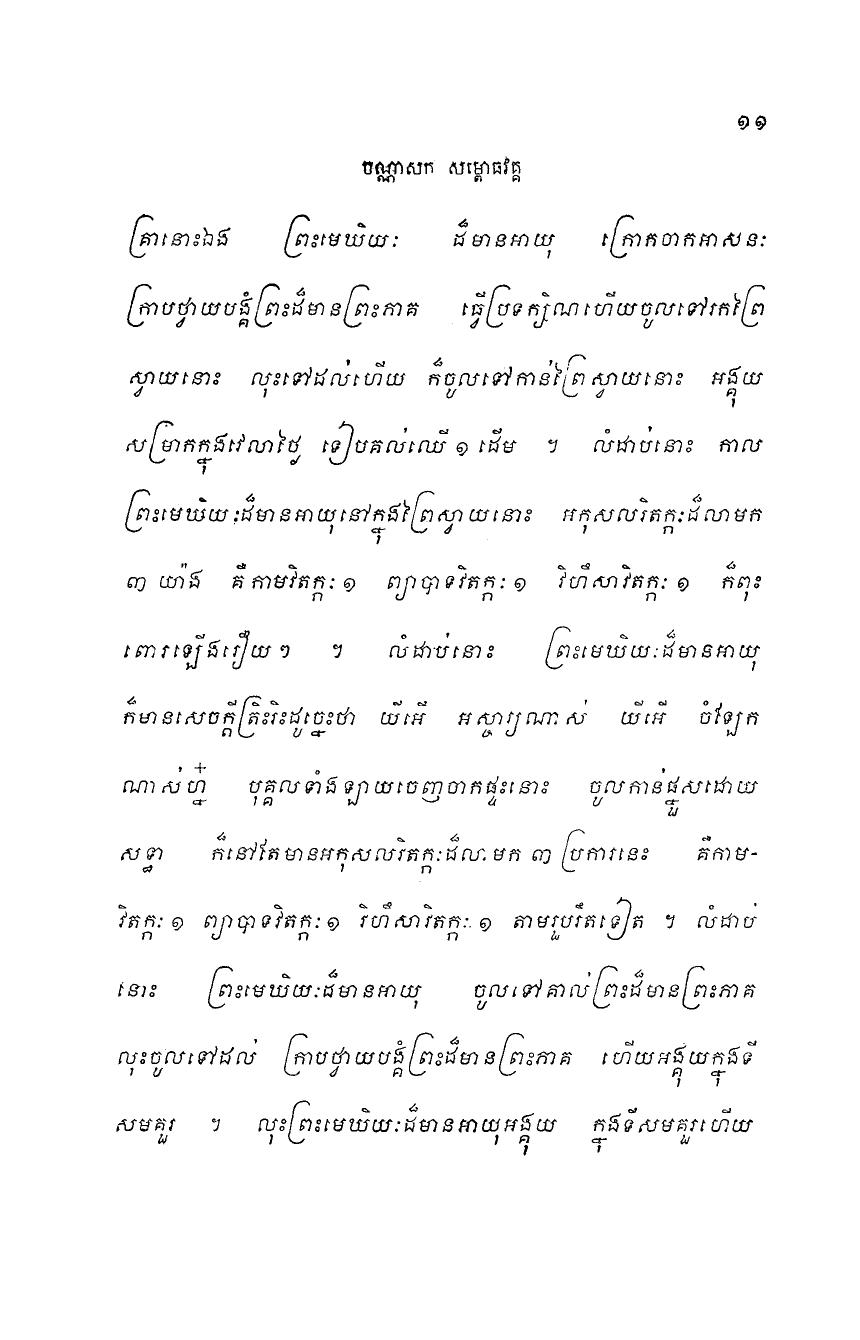 ១១
បណ្ណាសក សម្ពោធវគ្គ
គ្រានោះឯង ព្រះមេឃិយៈ ដ៏មានអាយុ ក្រោកចាកអាសនៈ
ក្រាបថ្វាយបង្គំព្រះដ៏មានព្រះភាគ ធ្វើប្រទក្សិណហើយចូលទៅរកព្រៃ
ស្វាយនោះ លុះទៅដល់ហើយ ក៏ចូលទៅកាន់ព្រៃស្វាយនោះ អង្គុយ
សម្រាកក្នុងវេលាថ្ងៃ ទៀបគល់ឈើ ១ ដើម ។ លំដាប់នោះ កាល
ព្រះមេឃិយៈដ៏មានអាយុនៅក្នុងព្រៃស្វាយនោះ អកុសលវិតក្កៈដ៏លាមក
៣ យ៉ាង គឺកាមវិតក្កៈ ១ ព្យាបាទវិតក្កៈ ១ វិហឹសាវិតក្កៈ ១ ក៏ពុះ
ពោរឡើងរឿយៗ ។ លំដាប់នោះ ព្រះមេឃិយៈដ៏មានអាយុ
ក៏មានសេចក្តីត្រិះរិះដូច្នេះថា យីអើ អស្ចារ្យណាស់ យីអើ ចំឡែក
ណាស់ហ្ន៎ បុគ្គលទាំងឡាយចេញចាកផ្ទះនោះ ចូលកាន់ផ្នួសដោយ
សទ្ធា ក៏នៅតែមានអកុសលវិតក្កៈដ៏លាមក ៣ ប្រការនេះ គឺកាម-
វិតក្កៈ ១ ព្យាបាទវិតក្កៈ ១ វិហឹសាវិតក្កៈ ១ តាមរួបរឹតទៀត ។ លំដាប់
នោះ ព្រះមេឃិយៈដ៏មានអាយុ ចូលទៅគាល់ព្រះដ៏មានព្រះភាគ
លុះចូលទៅដល់ ក្រាបថ្វាយបង្គំព្រះដ៏មានព្រះភាគ ហើយអង្គុយក្នុងទី
សមគួរ ។ លុះព្រះមេឃិយៈដ៏មានអាយុអង្គុយ ក្នុងទីសមគួរហើយ